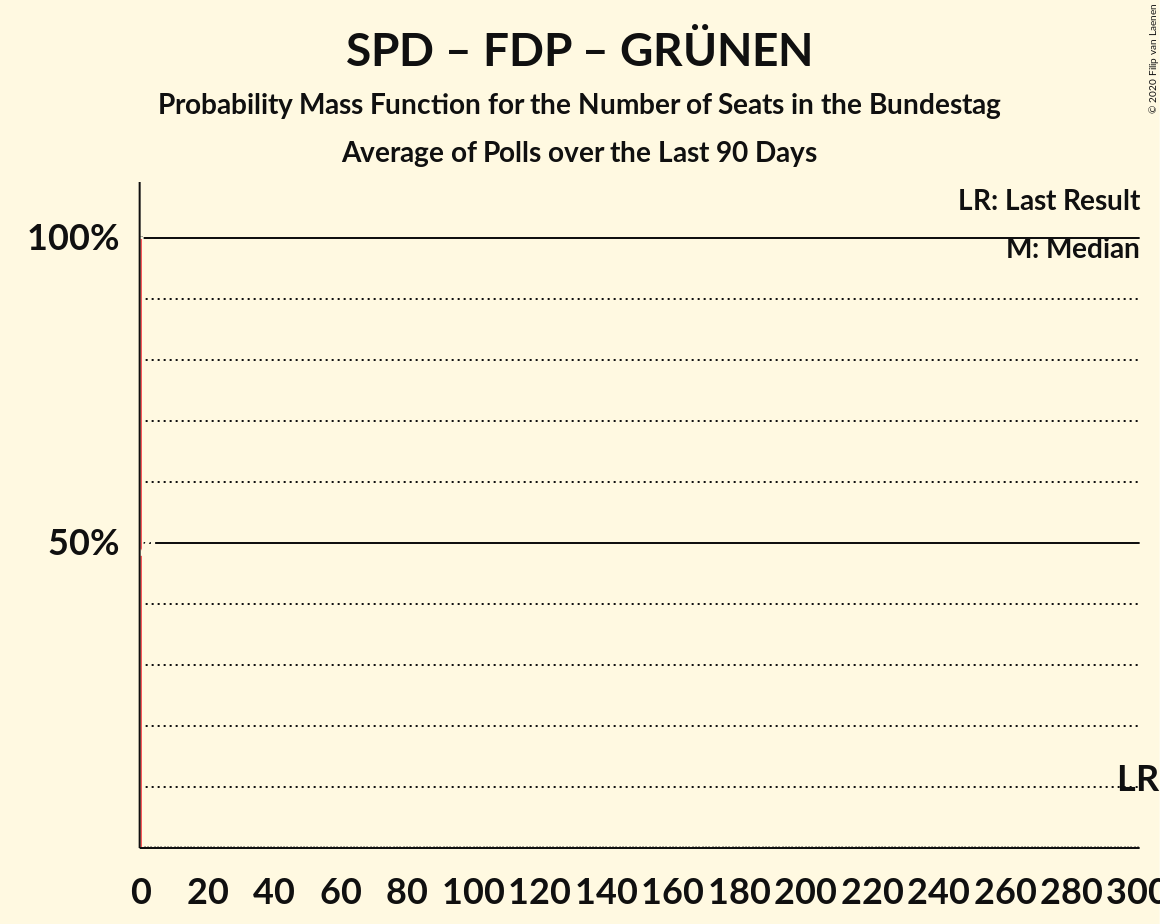 SPD – FDP – GRÜNEN
Probability Mass Function for the Number of Seats in the Bundestag
Average of Polls over the Last 90 Days
© 2020 Filip van Laenen
LR: Last Result
100%
M: Median
50%
LR
0 20 40 60 80 100 120 140 160 180 200 220 240 260 280 300